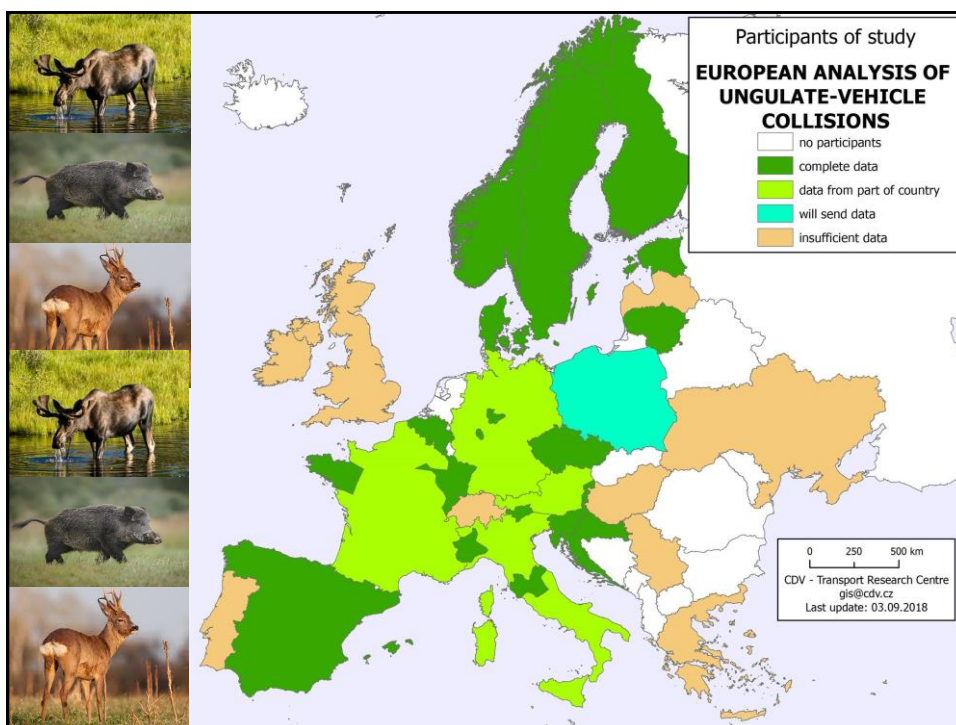 Participants of study
EUROPEAN ANALYSIS OF
UNGULATE-VEHICLE
COLLISIONS
no participants
complete data
data from part of country
will send data
insufficient data
0 250 500 km
CDV - Transport Research Centre
gis@cdv.cz
Last update: 03.09.2018